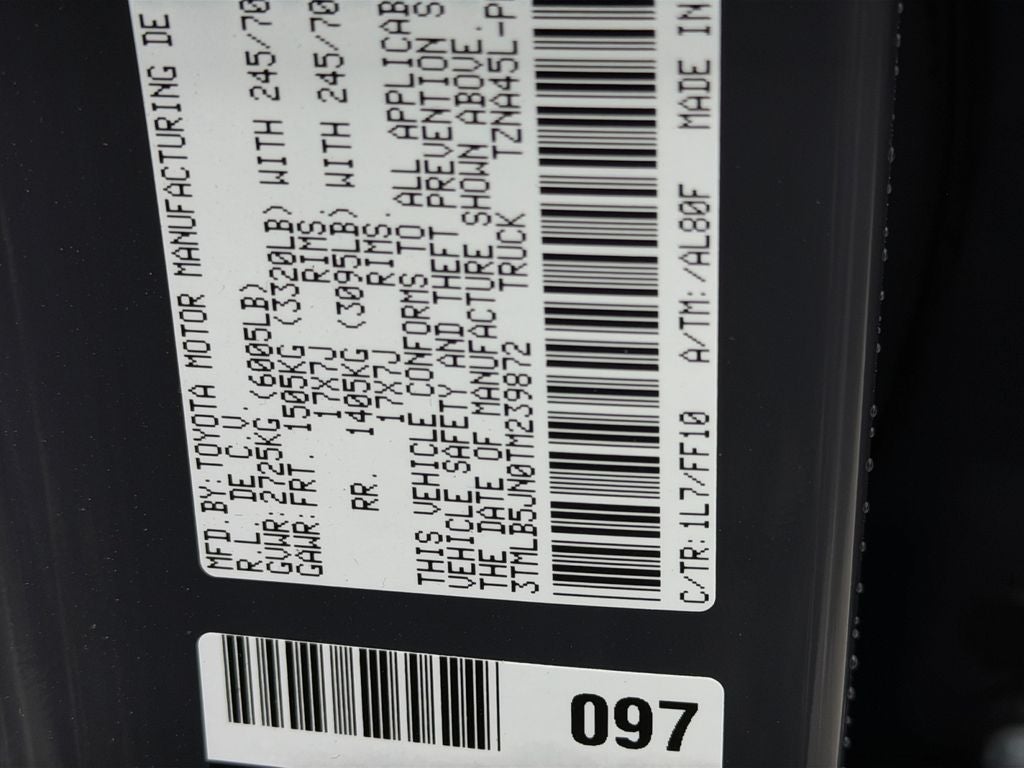 MFD.BY:TOYOTA MOTOR MANUFACTURING DE
R.L. DE C.V.
GVWR:2725KG (6005LB)
GAWR:FRT. 1505KG (3320LB) WITH 245/70
17X7J RIMS.
RR. 1405KG (3095LB) WITH 245/70
17X7J RIMS.
THIS VEHICLE CONFORMS TO ALL APPLICAB
VEHICLE SAFETY AND THEFT PREVENTION S
THE DATE OF MANUFACTURE SHOWN ABOVE.
3TMLB5JN0TM239872 TRUCK TZNA45L-P
C/TR:1L7/FF10 A/TM:/AL80F MADE IN
097